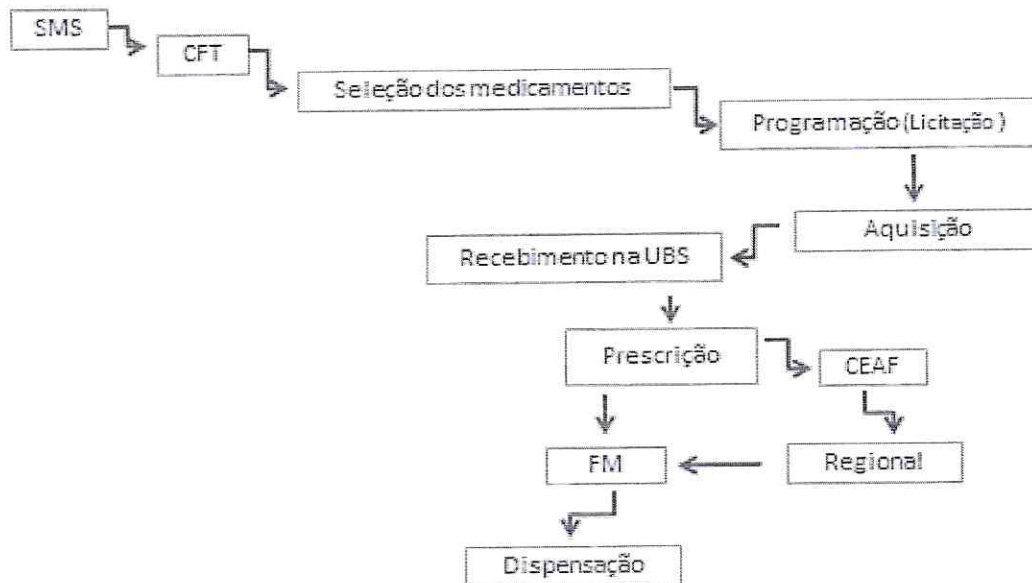 SMS
CFT
Seleção dos medicamentos
Programação (Licitação )
Aquisição
Recebimento na UBS
Prescrição
CEAF
FM
Regional
Dispensação